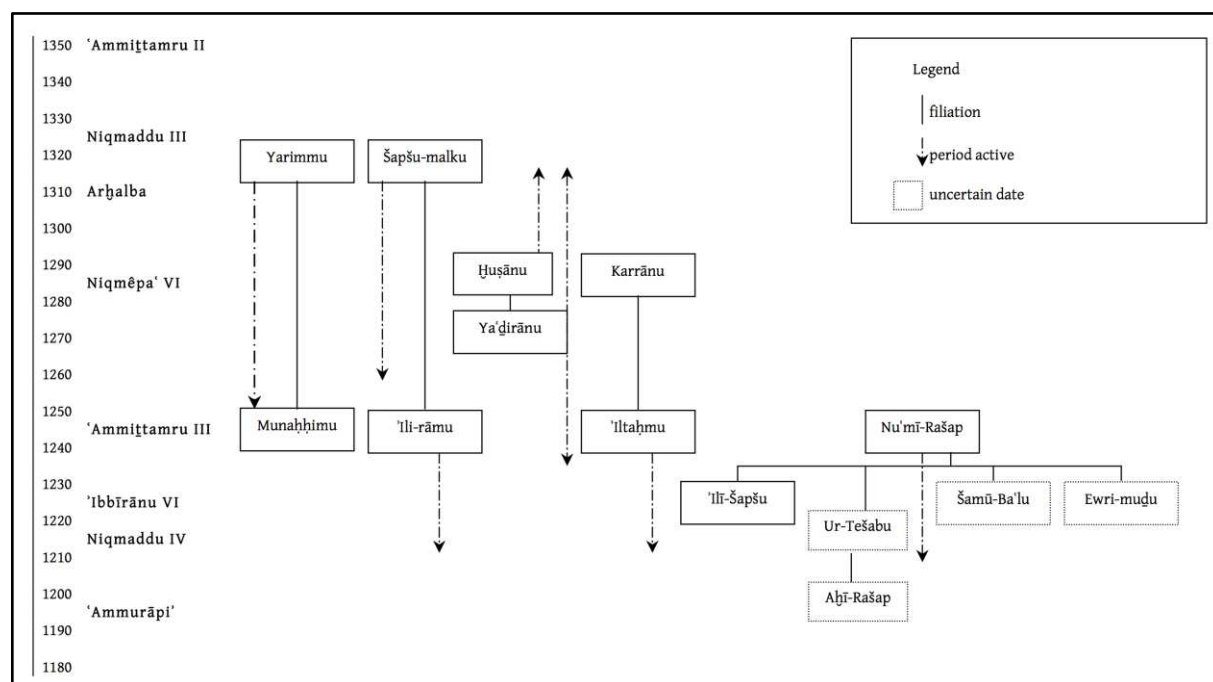 1350 ʿAmmiṯtamru II
1340
1330
Niqmaddu III
1320
Yarimmu
Šapšu-malku
1310 Arḫalba
1300
1290
Niqmêpaʿ VI
1280
Ḫuṣānu
Karrānu
1270
Yaʿḏirānu
1260
1250
ʿAmmiṯtamru III
1240
Munaḥḥimu
ʾIli-rāmu
ʾIltaḥmu
Nuʾmī-Rašap
1230
ʾIbbīrānu VI
1220
ʾIlī-Šapšu
Ur-Tešabu
Šamū-Baʿlu
Ewri-muḏu
Niqmaddu IV
1210
1200
Aḫī-Rašap
ʿAmmurāpiʾ
1190
1180
Legend
filiation
period active
uncertain date